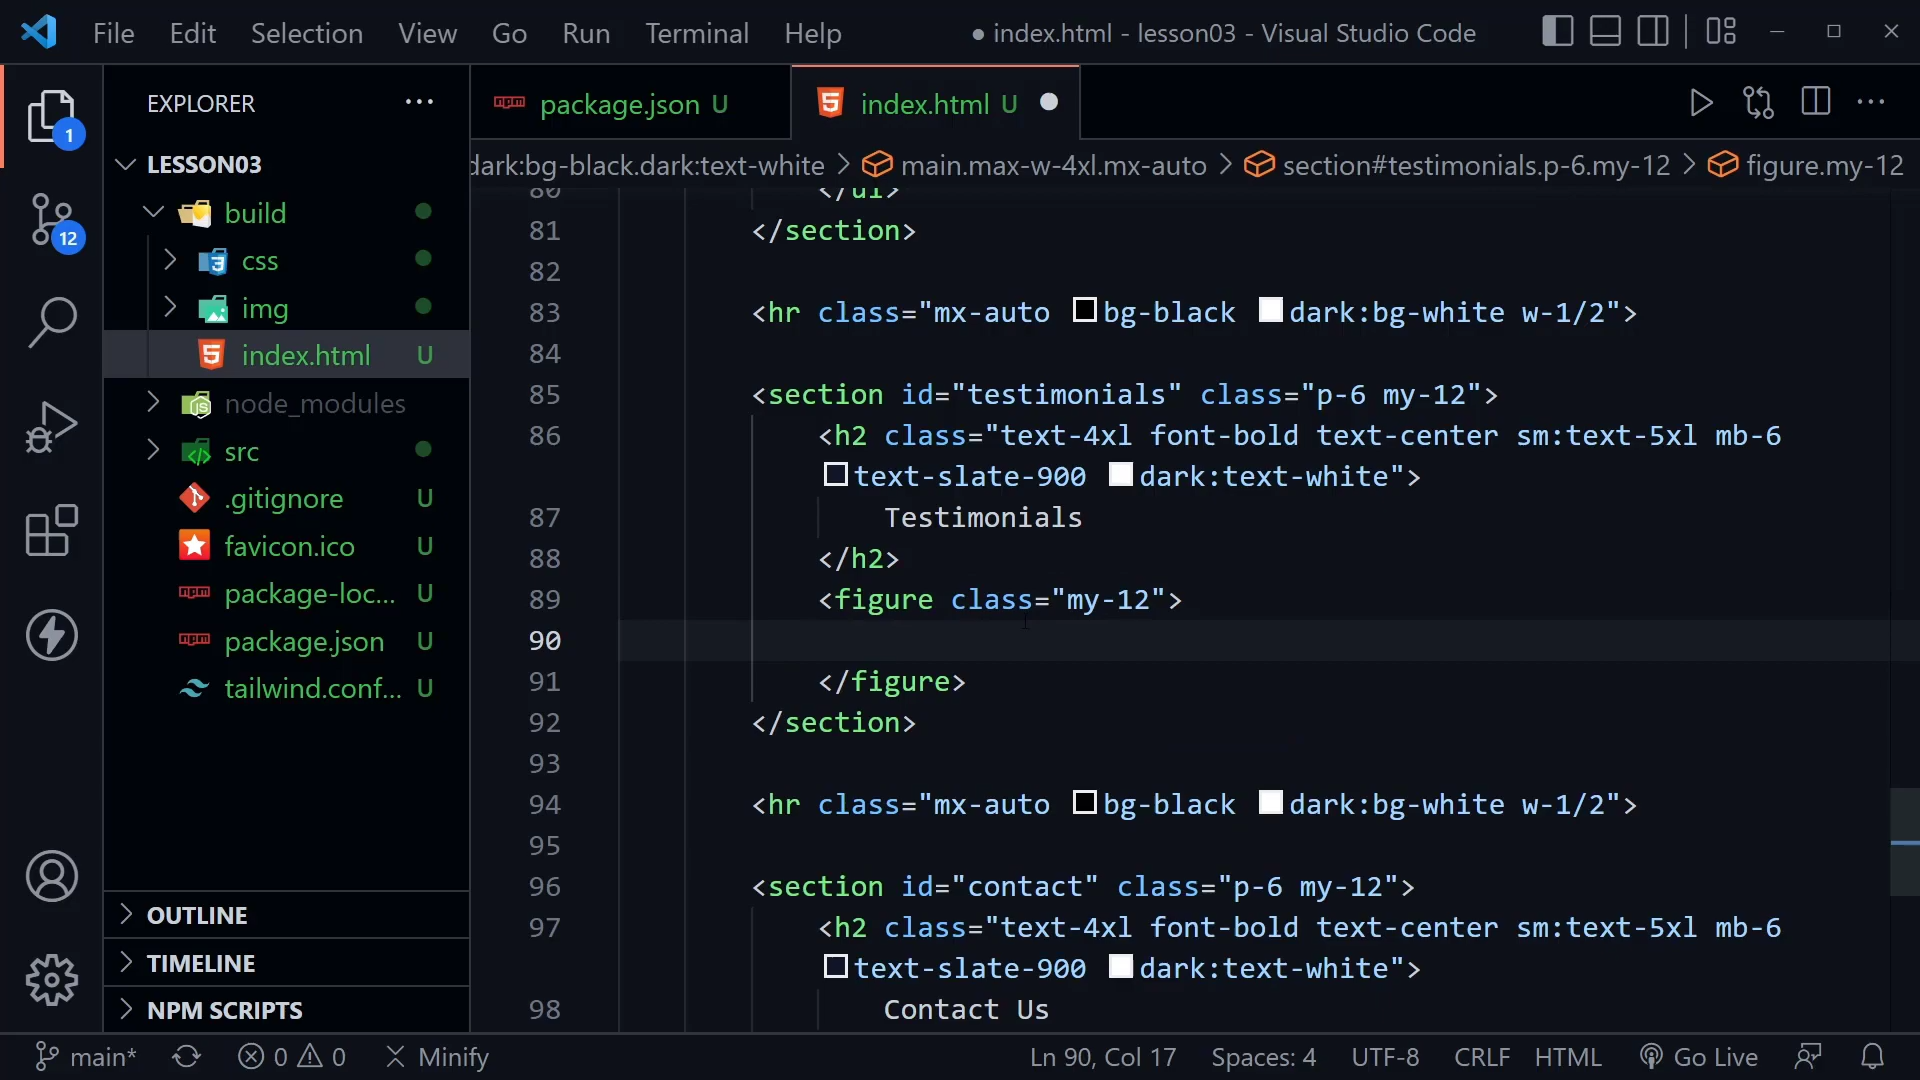 File Edit Selection View Go Run Terminal Help
● index.html - lesson03 - Visual Studio Code
EXPLORER ...
package.json U
index.html U ●
dark:bg-black.dark:text-white > main.max-w-4xl.mx-auto > section#testimonials.p-6.my-12 > figure.my-12
1
12
LESSON03
build
css
img
index.html U
node_modules
src
.gitignore U
favicon.ico U
package-loc... U
package.json U
tailwind.conf... U
OUTLINE
TIMELINE
NPM SCRIPTS
80 </ul>
81 </section>
82
83 <hr class="mx-auto bg-black dark:bg-white w-1/2">
84
85 <section id="testimonials" class="p-6 my-12">
86 <h2 class="text-4xl font-bold text-center sm:text-5xl mb-6
text-slate-900 dark:text-white">
87 Testimonials
88 </h2>
89 <figure class="my-12">
90
91 </figure>
92 </section>
93
94 <hr class="mx-auto bg-black dark:bg-white w-1/2">
95
96 <section id="contact" class="p-6 my-12">
97 <h2 class="text-4xl font-bold text-center sm:text-5xl mb-6
text-slate-900 dark:text-white">
98 Contact Us
main* 0 0 Minify Ln 90, Col 17 Spaces: 4 UTF-8 CRLF HTML Go Live